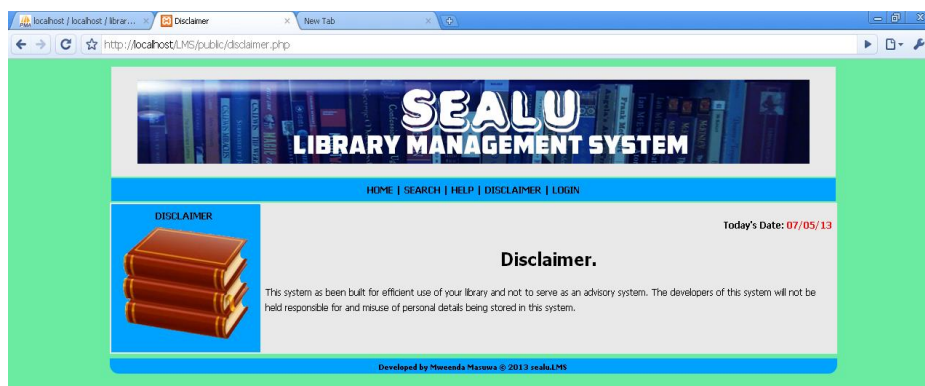 localhost / localhost / librar...
Disclaimer
New Tab
http://localhost/LMS/public/disclaimer.php
SEALU
LIBRARY MANAGEMENT SYSTEM
HOME | SEARCH | HELP | DISCLAIMER | LOGIN
DISCLAIMER
Today's Date: 07/05/13
Disclaimer.
This system as been built for efficient use of your library and not to serve as an advisory system. The developers of this system will not be
held responsible for and misuse of personal details being stored in this system.
Developed by Mweenda Masuwa © 2013 sealu.LMS